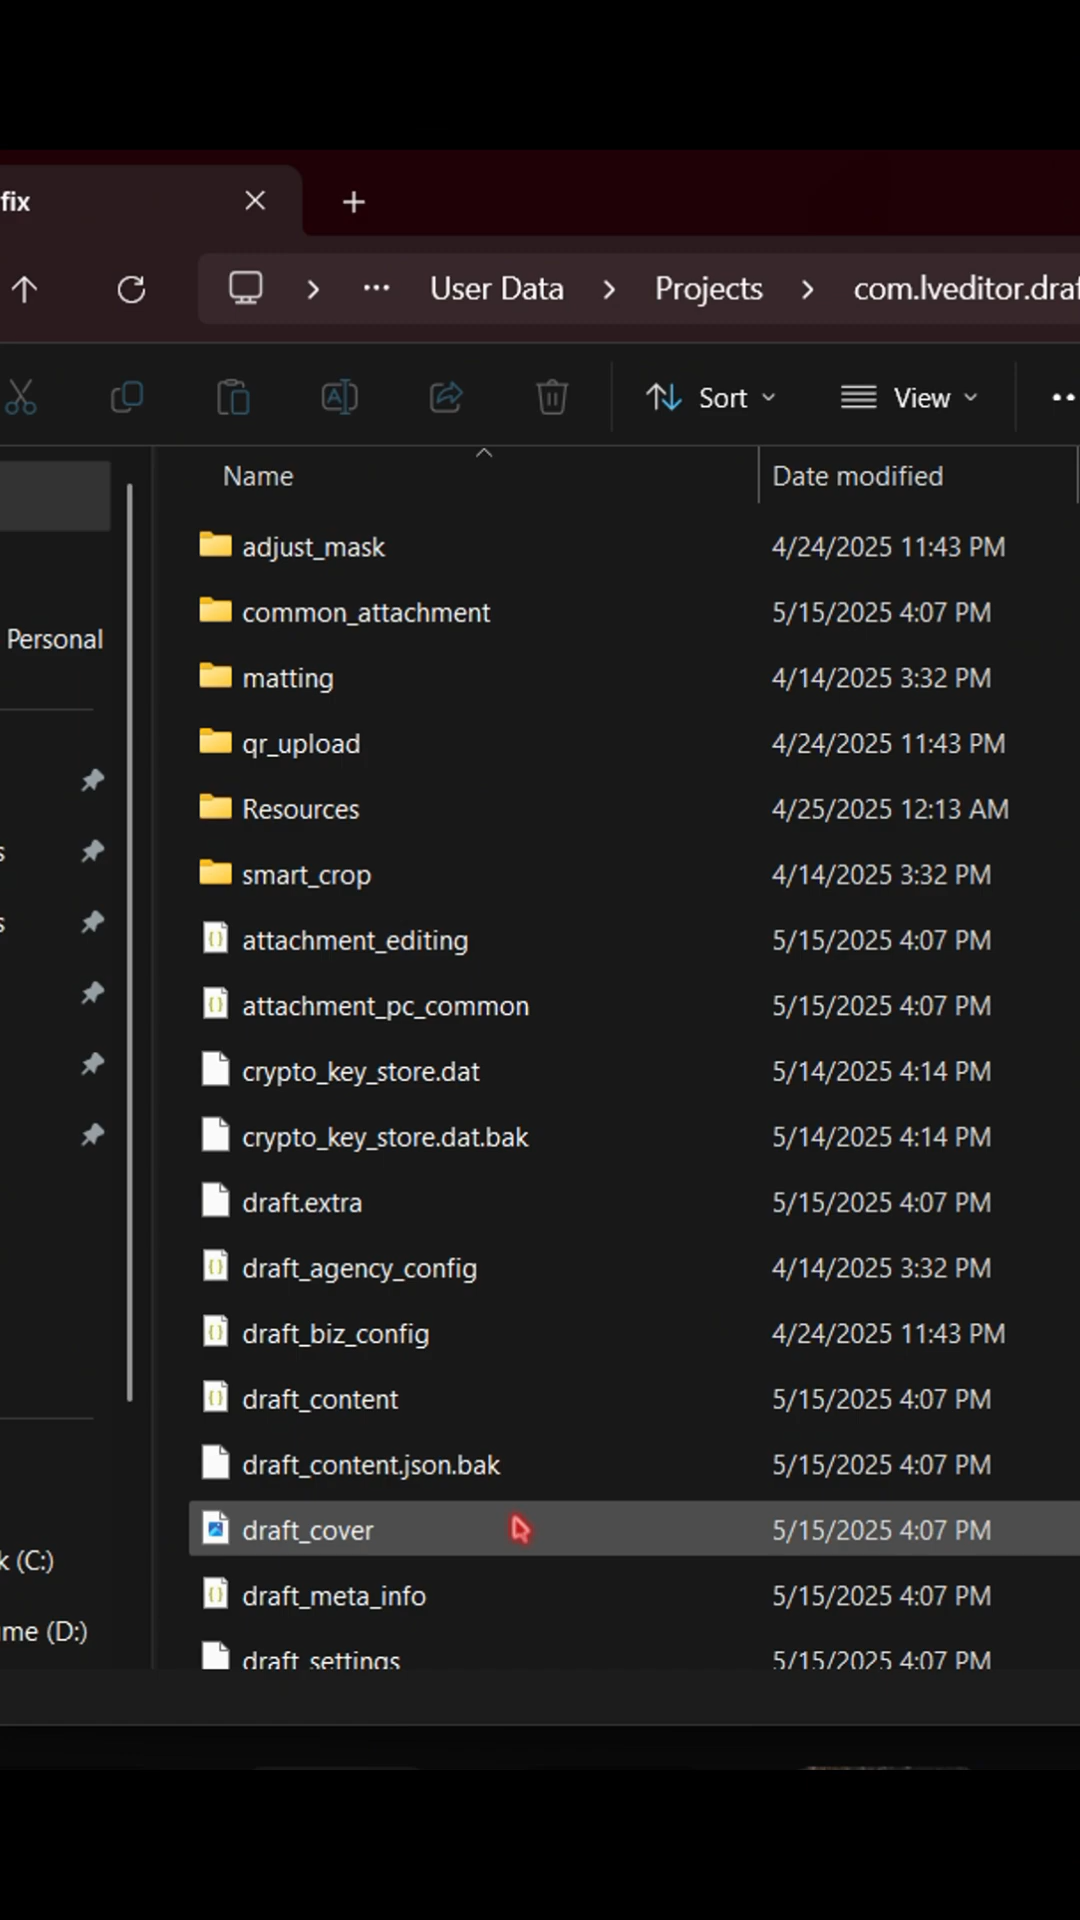 fix
User Data > Projects > com.lveditor.draf
Sort View
Name Date modified
adjust_mask 4/24/2025 11:43 PM
common_attachment 5/15/2025 4:07 PM
Personal
matting 4/14/2025 3:32 PM
qr_upload 4/24/2025 11:43 PM
Resources 4/25/2025 12:13 AM
s
smart_crop 4/14/2025 3:32 PM
s
attachment_editing 5/15/2025 4:07 PM
attachment_pc_common 5/15/2025 4:07 PM
crypto_key_store.dat 5/14/2025 4:14 PM
crypto_key_store.dat.bak 5/14/2025 4:14 PM
draft.extra 5/15/2025 4:07 PM
draft_agency_config 4/14/2025 3:32 PM
draft_biz_config 4/24/2025 11:43 PM
draft_content 5/15/2025 4:07 PM
draft_content.json.bak 5/15/2025 4:07 PM
draft_cover 5/15/2025 4:07 PM
k (C:)
draft_meta_info 5/15/2025 4:07 PM
me (D:)
draft_settings 5/15/2025 4:07 PM